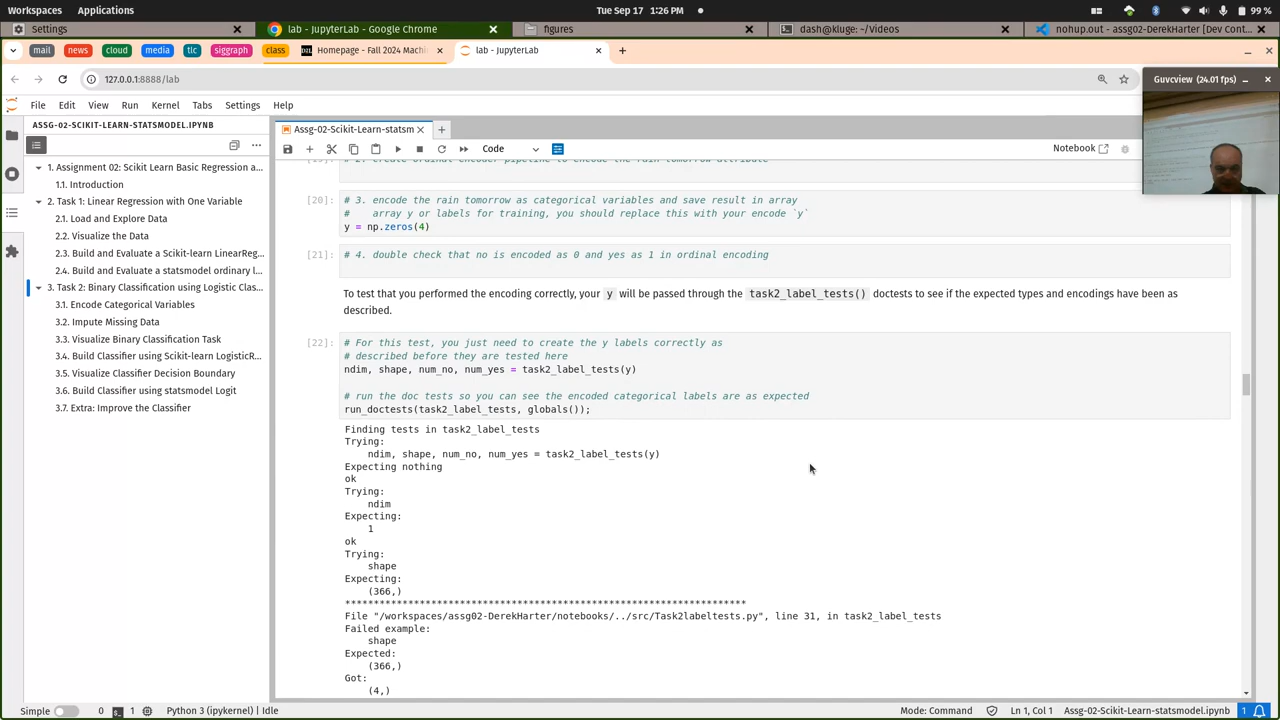 Workspaces
Applications
Tue Sep 17 1:26 PM
99 %
Settings
lab - JupyterLab - Google Chrome
figures
dash@kluge: ~/Videos
nohup.out - assg02-DerekHarter [Dev Cont...
mail
news
cloud
media
tlc
siggraph
class
Homepage - Fall 2024 Machi
lab - JupyterLab
127.0.0.1:8888/lab
Guvcview (24.01 fps)
File Edit View Run Kernel Tabs Settings Help
ASSG-02-SCIKIT-LEARN-STATSMODEL.IPYNB
Assg-02-Scikit-Learn-statsm
Code
Notebook
1. Assignment 02: Scikit Learn Basic Regression a...
1.1. Introduction
2. Task 1: Linear Regression with One Variable
2.1. Load and Explore Data
2.2. Visualize the Data
2.3. Build and Evaluate a Scikit-learn LinearReg...
2.4. Build and Evaluate a statsmodel ordinary l...
3. Task 2: Binary Classification using Logistic Clas...
3.1. Encode Categorical Variables
3.2. Impute Missing Data
3.3. Visualize Binary Classification Task
3.4. Build Classifier using Scikit-learn LogisticR...
3.5. Visualize Classifier Decision Boundary
3.6. Build Classifier using statsmodel Logit
3.7. Extra: Improve the Classifier
# 2. create ordinal encoder pipeline to encode the rain tomorrow attribute
[20]: # 3. encode the rain tomorrow as categorical variables and save result in array
#    array y or labels for training, you should replace this with your encode `y`
y = np.zeros(4)
[21]: # 4. double check that no is encoded as 0 and yes as 1 in ordinal encoding
To test that you performed the encoding correctly, your y will be passed through the task2_label_tests() doctests to see if the expected types and encodings have been as
described.
[22]: # For this test, you just need to create the y labels correctly as
# described before they are tested here
ndim, shape, num_no, num_yes = task2_label_tests(y)
# run the doc tests so you can see the encoded categorical labels are as expected
run_doctests(task2_label_tests, globals());
Finding tests in task2_label_tests
Trying:
ndim, shape, num_no, num_yes = task2_label_tests(y)
Expecting nothing
ok
Trying:
ndim
Expecting:
1
ok
Trying:
shape
Expecting:
(366,)
**********************************************************************
File "/workspaces/assg02-DerekHarter/notebooks/../src/Task2labeltests.py", line 31, in task2_label_tests
Failed example:
shape
Expected:
(366,)
Got:
(4,)
Simple
0
1
Python 3 (ipykernel) | Idle
Mode: Command
Ln 1, Col 1
Assg-02-Scikit-Learn-statsmodel.ipynb
1